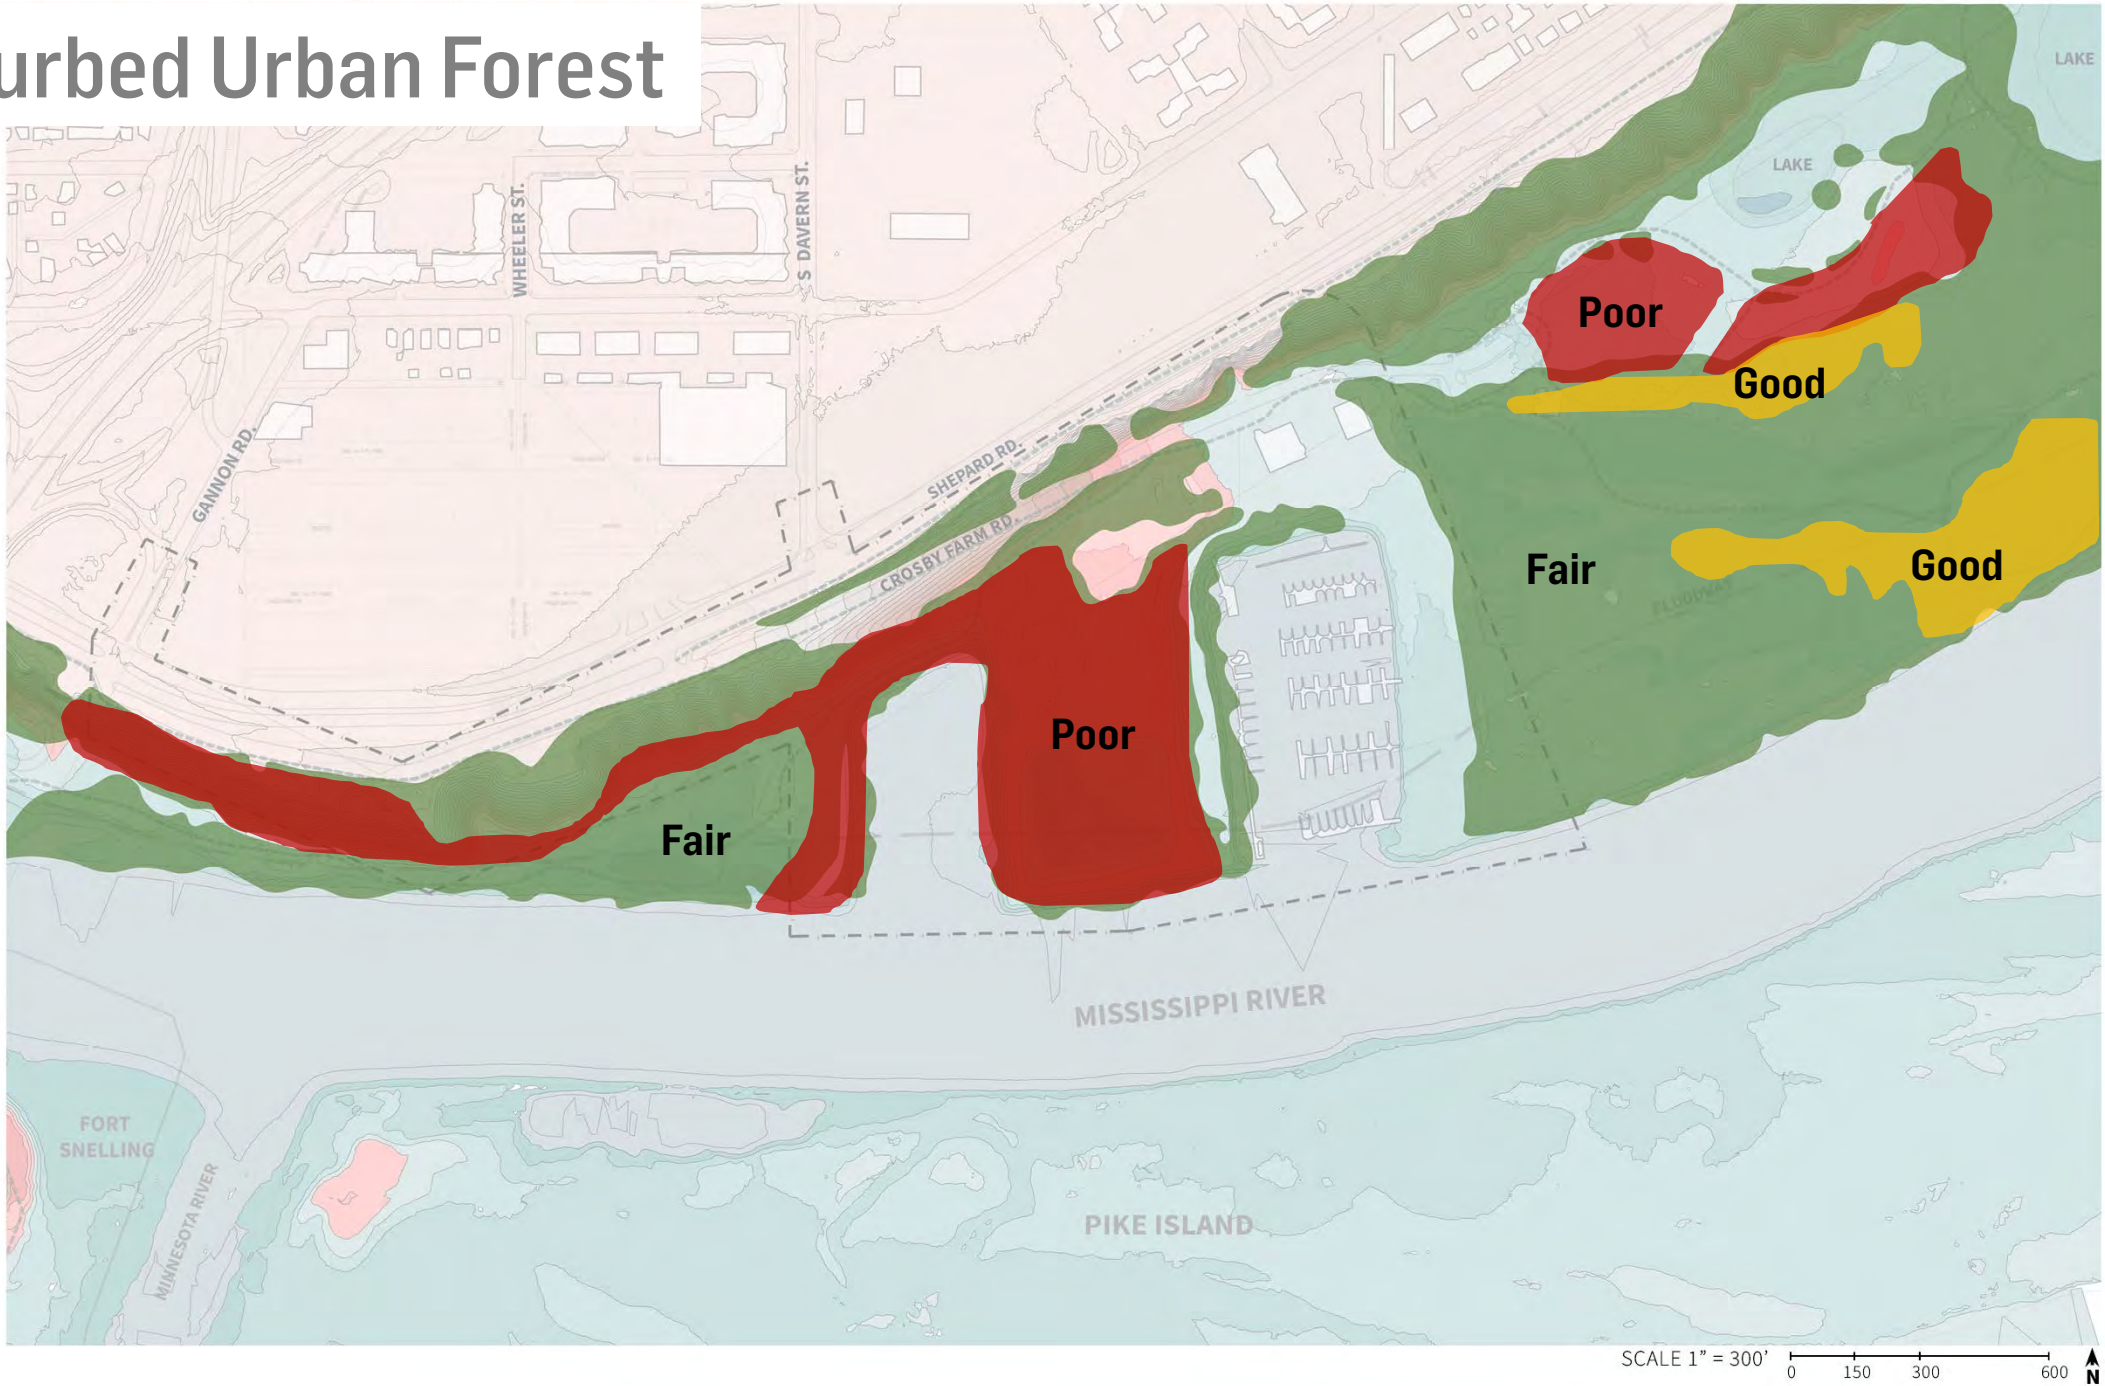 urbed Urban Forest
LAKE
LAKE
WHEELER ST.
S DAVERN ST.
Poor
Good
GANNON RD.
SHEPARD RD.
CROSBY FARM RD.
Fair
Good
FLOODWAY
Poor
Fair
MISSISSIPPI RIVER
FORT
SNELLING
MINNESOTA RIVER
PIKE ISLAND
SCALE 1” = 300’
0 150 300 600
N